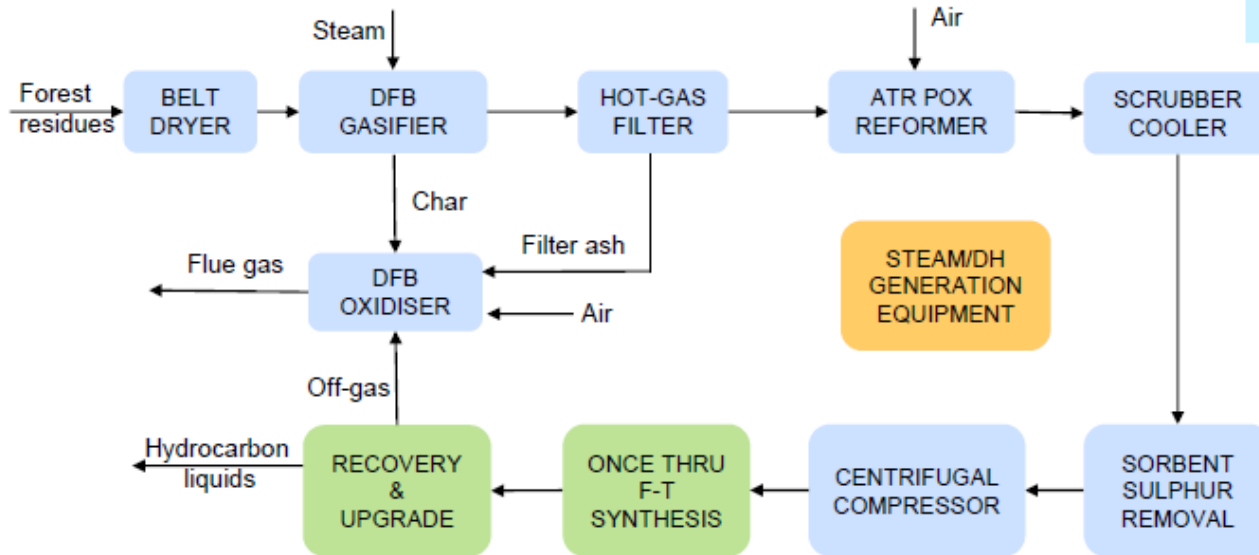 Steam
Air
Forest
residues
BELT
DRYER
DFB
GASIFIER
HOT-GAS
FILTER
ATR POX
REFORMER
SCRUBBER
COOLER
Char
Filter ash
Flue gas
DFB
OXIDISER
Air
STEAM/DH
GENERATION
EQUIPMENT
Off-gas
Hydrocarbon
liquids
RECOVERY
&
UPGRADE
ONCE THRU
F-T
SYNTHESIS
CENTRIFUGAL
COMPRESSOR
SORBENT
SULPHUR
REMOVAL